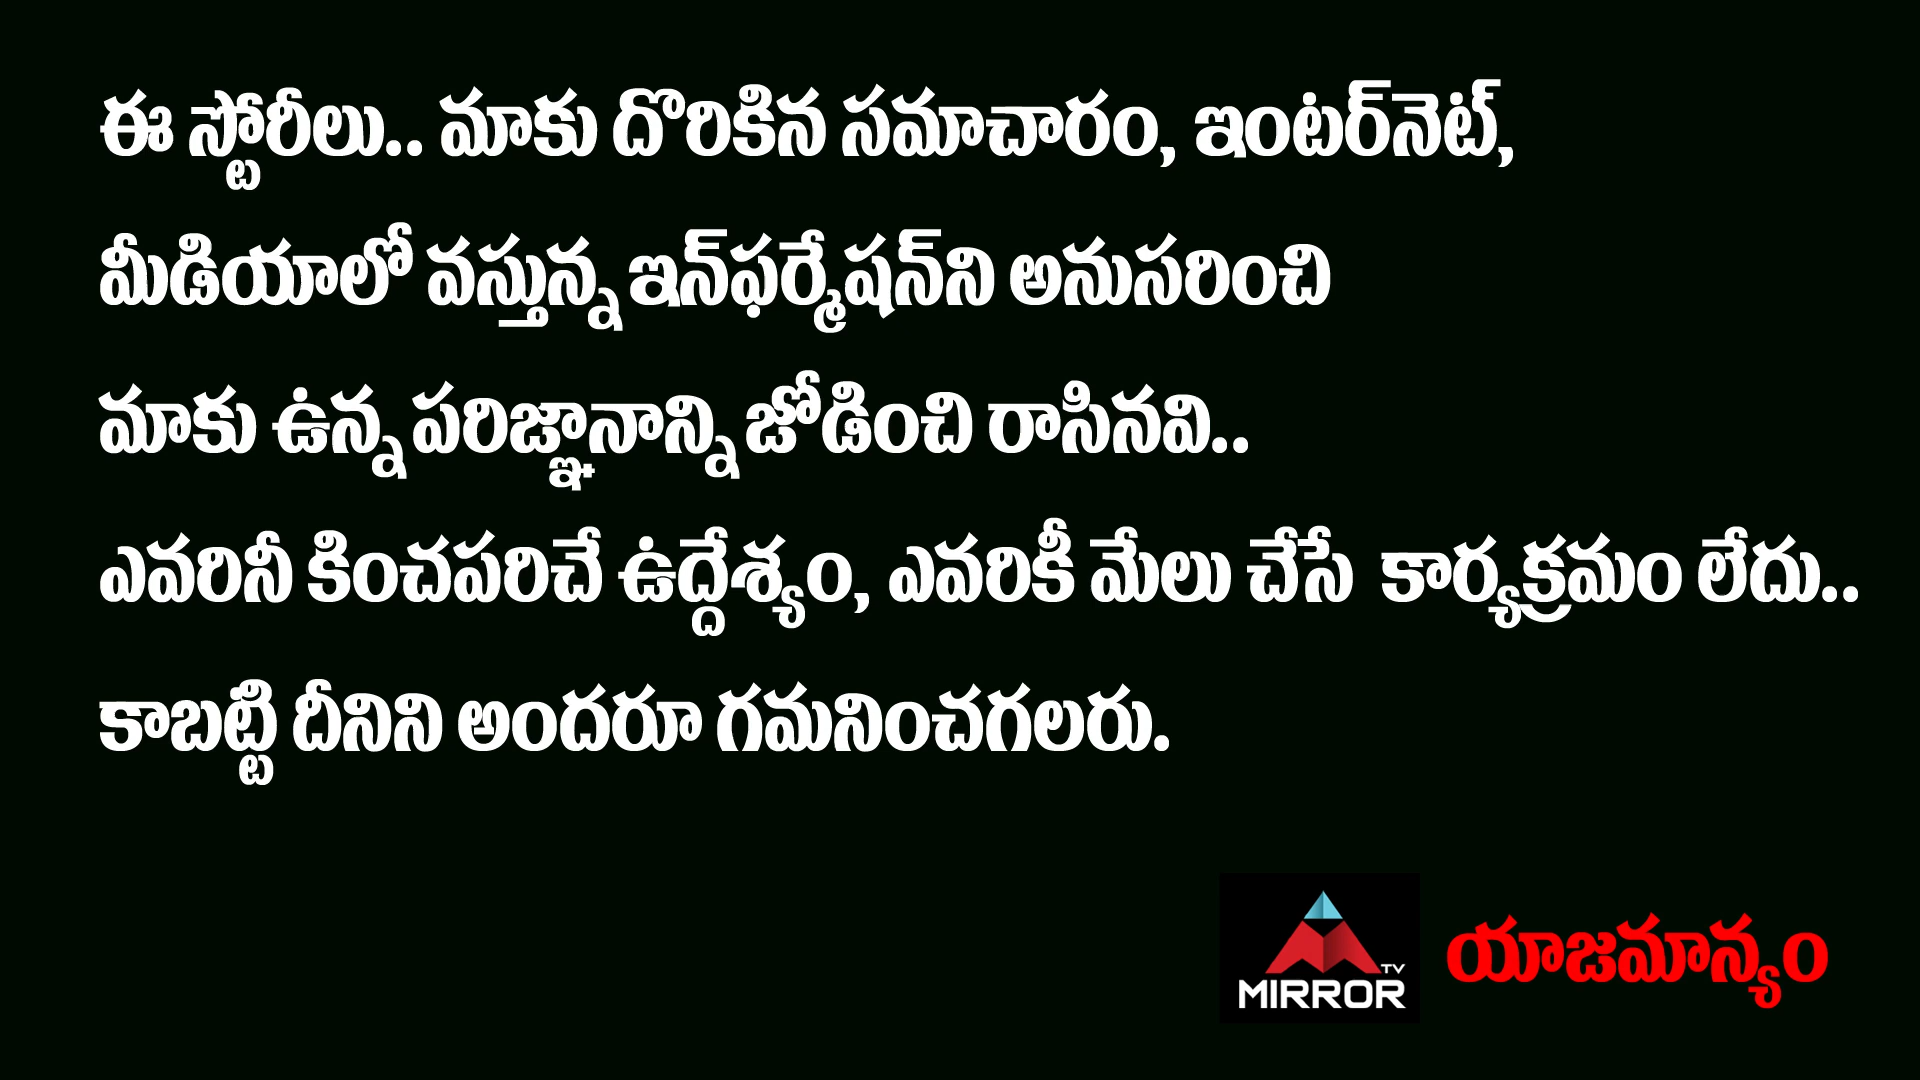 ఈ స్టోరీలు.. మాకు దొరికిన సమాచారం, ఇంటర్‌నెట్,
మీడియాలో వస్తున్న ఇన్‌ఫర్మేషన్‌ని అనుసరించి
మాకు ఉన్న పరిజ్ఞానాన్ని జోడించి రాసినవి..
ఎవరినీ కించపరిచే ఉద్దేశ్యం, ఎవరికీ మేలు చేసే కార్యక్రమం లేదు..
కాబట్టి దీనిని అందరూ గమనించగలరు.
TV
MIRROR
యాజమాన్యం